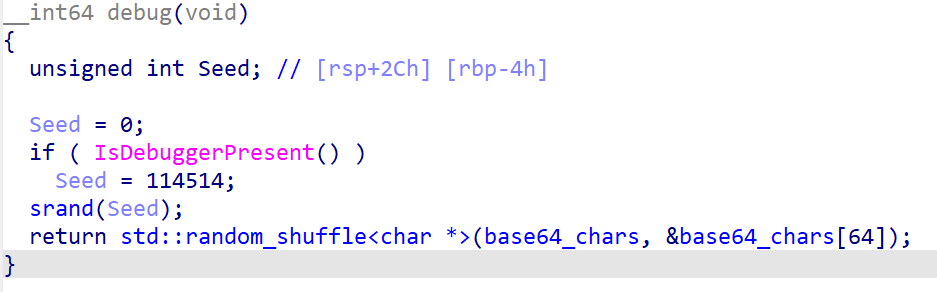 __int64 debug(void)
{
  unsigned int Seed; // [rsp+2Ch] [rbp-4h]
  Seed = 0;
  if ( IsDebuggerPresent() )
    Seed = 114514;
  srand(Seed);
  return std::random_shuffle<char *>(base64_chars, &base64_chars[64]);
}